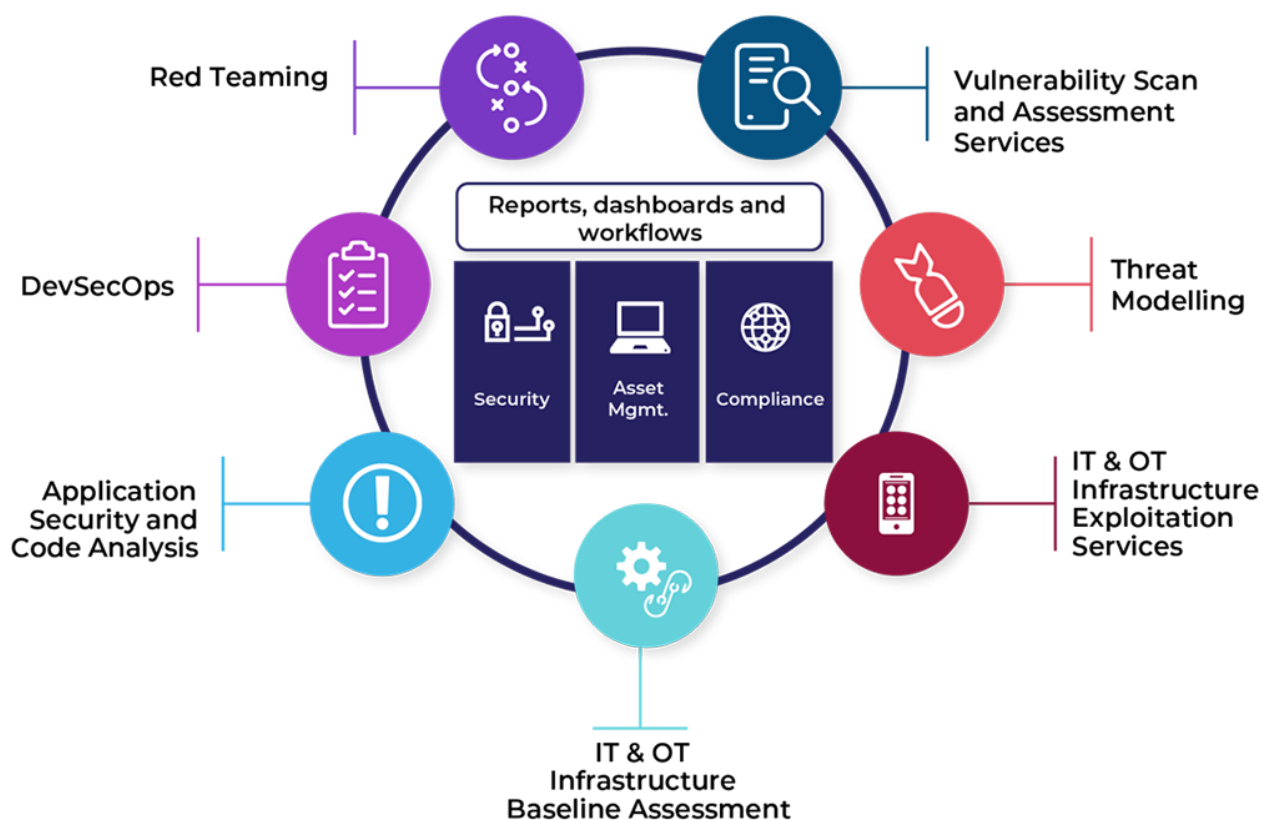 Red Teaming
Vulnerability Scan
and Assessment
Services
Reports, dashboards and
workflows
DevSecOps
Threat
Modelling
Security
Asset
Mgmt.
Compliance
Application
Security and
Code Analysis
IT & OT
Infrastructure
Exploitation
Services
IT & OT
Infrastructure
Baseline Assessment